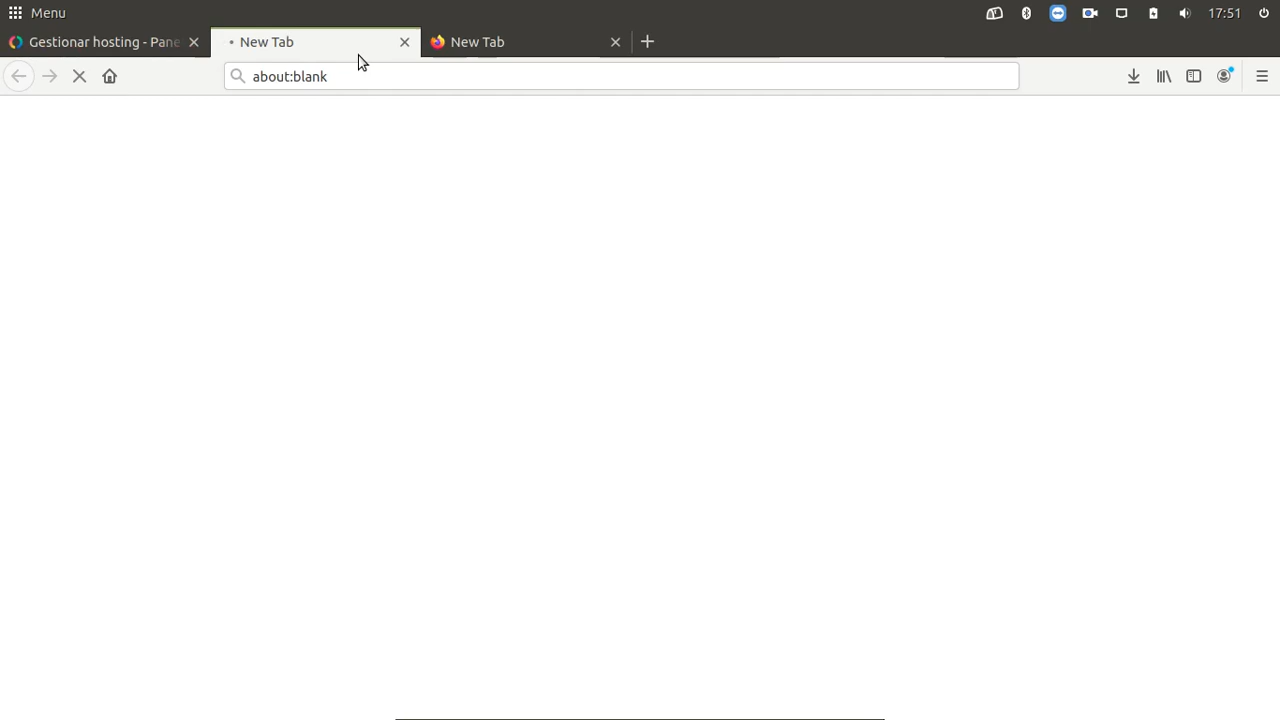 Menu
17:51
Gestionar hosting - Pane
New Tab
New Tab
about:blank